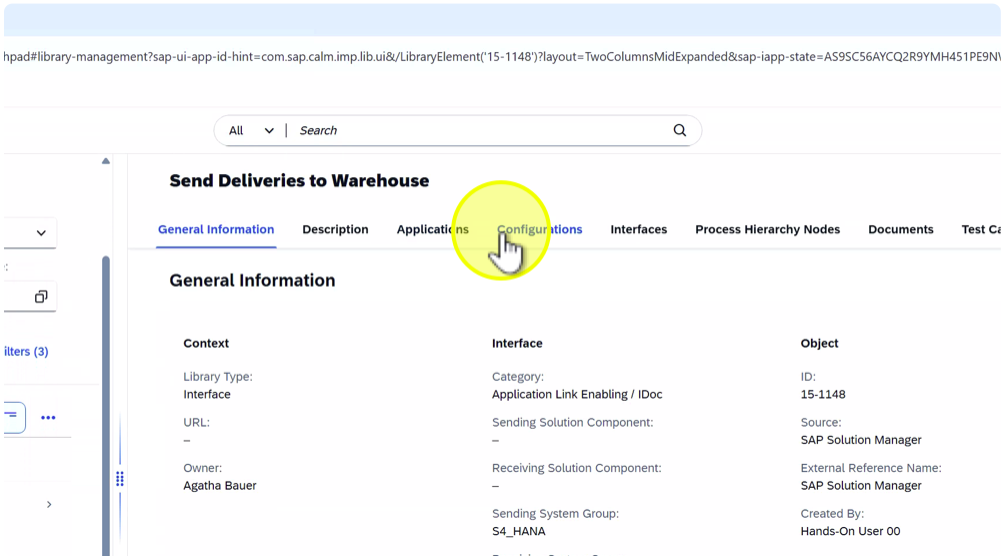 hpad#library-management?sap-ui-app-id-hint=com.sap.calm.imp.lib.ui&/LibraryElement('15-1148')?layout=TwoColumnsMidExpanded&sap-iapp-state=AS9SC56AYCQ2R9YMH451PE9N
All Search
Send Deliveries to Warehouse
General Information Description Applications Configurations Interfaces Process Hierarchy Nodes Documents Test Ca
General Information
ilters (3)
Context Interface Object
Library Type: Category: ID:
Interface Application Link Enabling / IDoc 15-1148
URL: Sending Solution Component: Source:
– – SAP Solution Manager
Owner: Receiving Solution Component: External Reference Name:
Agatha Bauer – SAP Solution Manager
Sending System Group: Created By:
S4_HANA Hands-On User 00